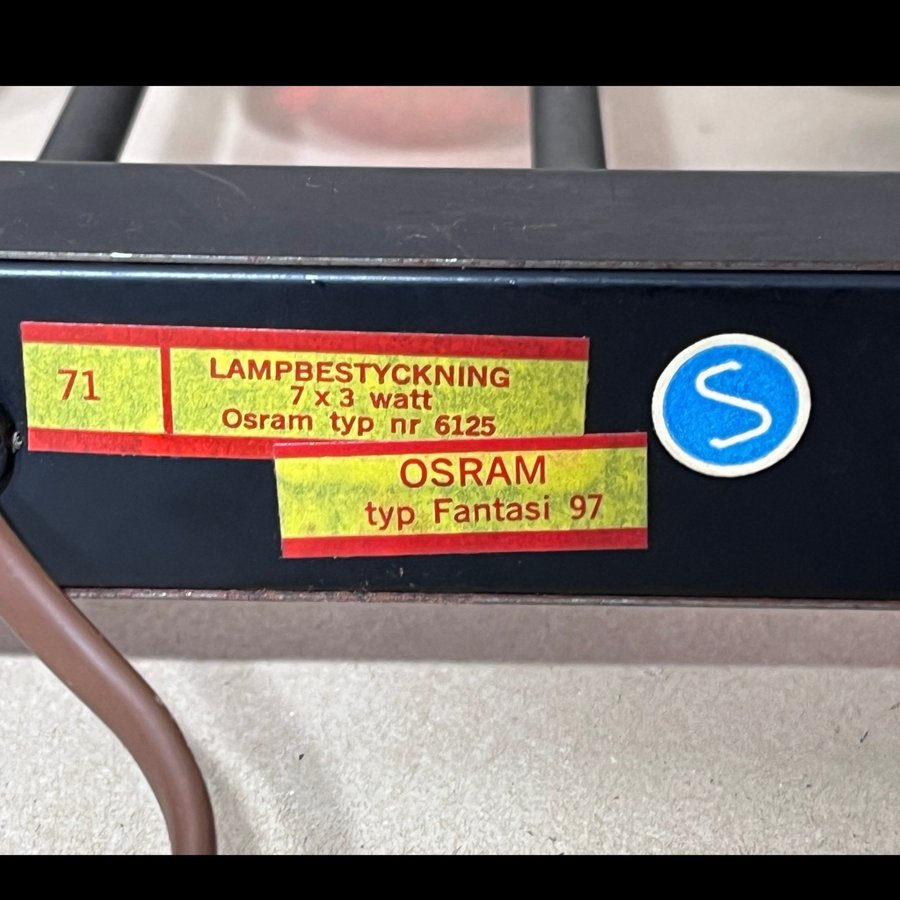 71
LAMPBESTYCKNING
7 x 3 watt
Osram typ nr 6125
OSRAM
typ Fantasi 97
S